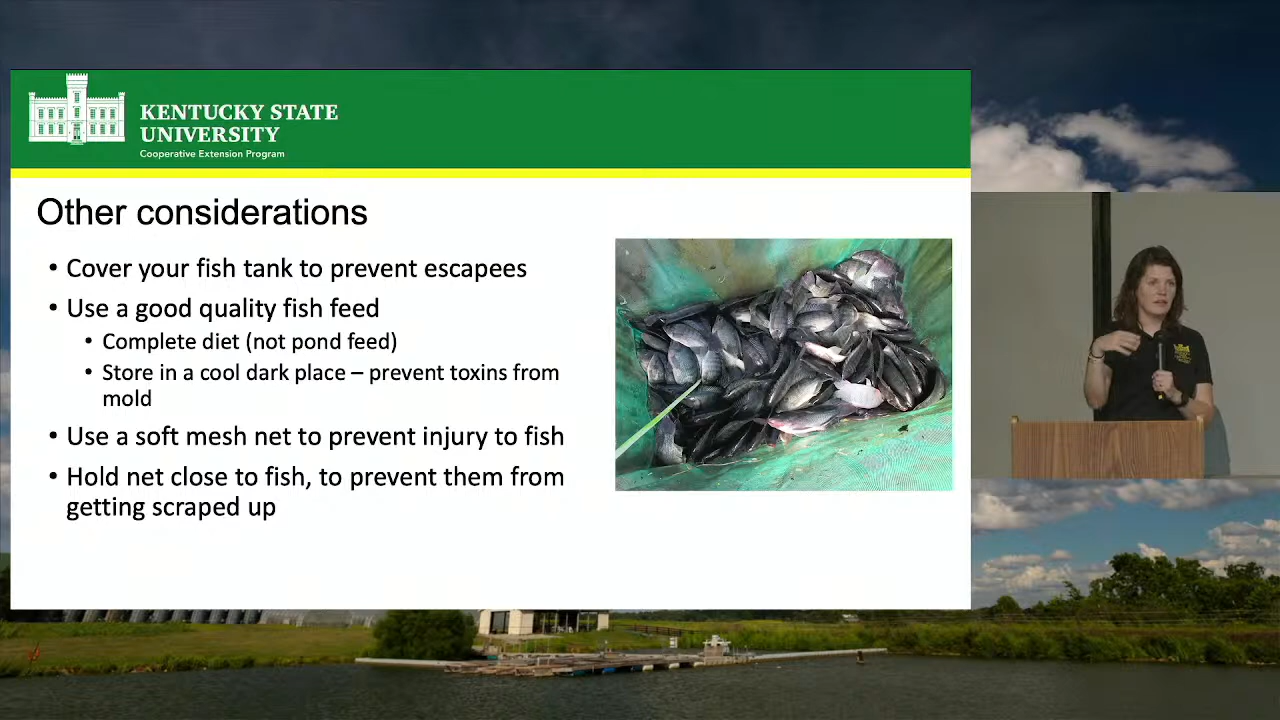 KENTUCKY STATE
UNIVERSITY
Cooperative Extension Program
Other considerations
• Cover your fish tank to prevent escapees
• Use a good quality fish feed
• Complete diet (not pond feed)
• Store in a cool dark place – prevent toxins from
mold
• Use a soft mesh net to prevent injury to fish
• Hold net close to fish, to prevent them from
getting scraped up